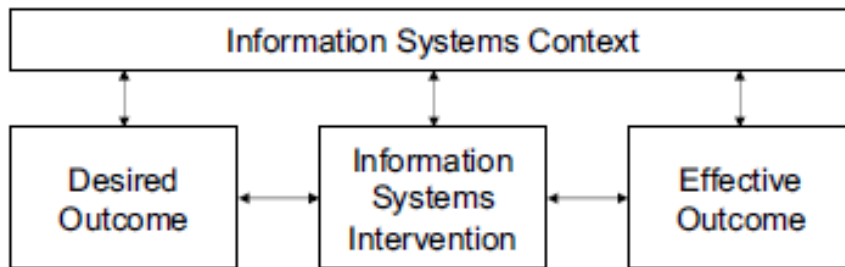 Information Systems Context
Desired
Outcome
Information
Systems
Intervention
Effective
Outcome